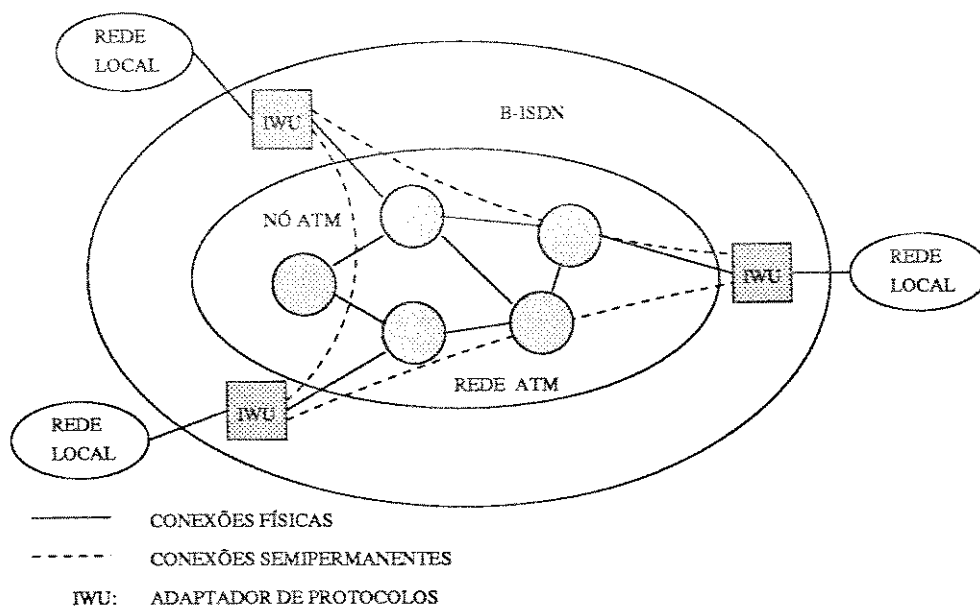 REDE
LOCAL
IWU
B-ISDN
NÓ ATM
REDE
LOCAL
IWU
REDE ATM
IWU
REDE
LOCAL
CONEXÕES FÍSICAS
CONEXÕES SEMIPERMANENTES
IWU: ADAPTADOR DE PROTOCOLOS